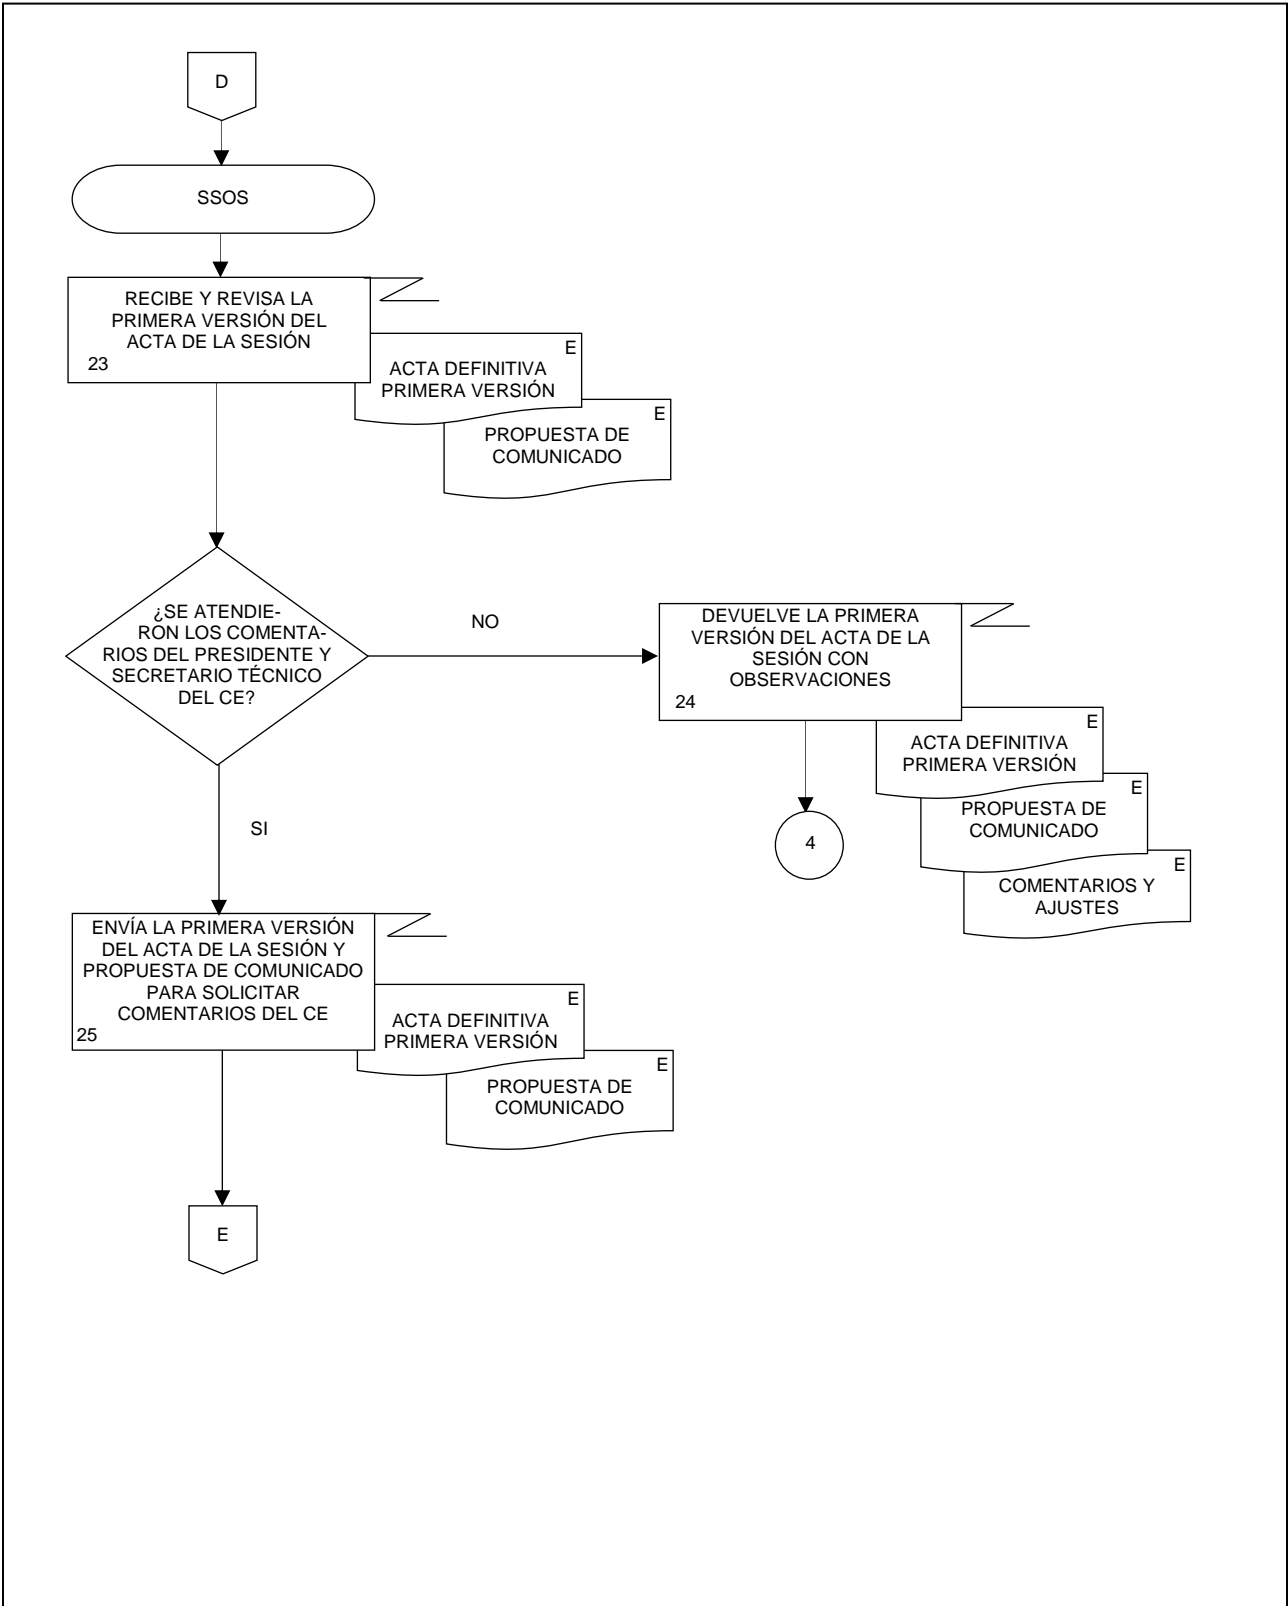 D
SSOS
RECIBE Y REVISA LA
PRIMERA VERSIÓN DEL
ACTA DE LA SESIÓN
23
E
ACTA DEFINITIVA
PRIMERA VERSIÓN
E
PROPUESTA DE
COMUNICADO
¿SE ATENDIE-
RON LOS COMENTA-
RIOS DEL PRESIDENTE Y
SECRETARIO TÉCNICO
DEL CE?
NO
DEVUELVE LA PRIMERA
VERSIÓN DEL ACTA DE LA
SESIÓN CON
OBSERVACIONES
24
E
ACTA DEFINITIVA
PRIMERA VERSIÓN
E
PROPUESTA DE
COMUNICADO
E
COMENTARIOS Y
AJUSTES
4
SI
ENVÍA LA PRIMERA VERSIÓN
DEL ACTA DE LA SESIÓN Y
PROPUESTA DE COMUNICADO
PARA SOLICITAR
COMENTARIOS DEL CE
25
E
ACTA DEFINITIVA
PRIMERA VERSIÓN
E
PROPUESTA DE
COMUNICADO
E